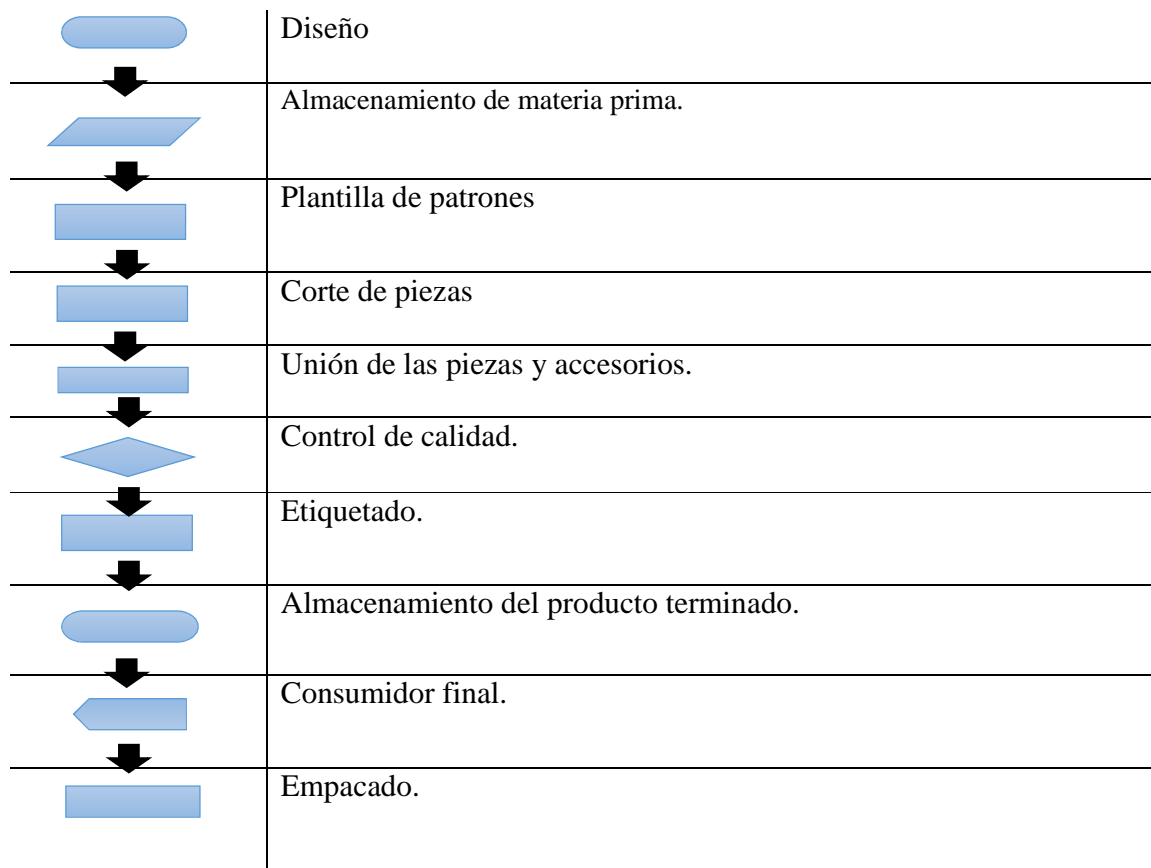 Diseño
Almacenamiento de materia prima.
Plantilla de patrones
Corte de piezas
Unión de las piezas y accesorios.
Control de calidad.
Etiquetado.
Almacenamiento del producto terminado.
Consumidor final.
Empacado.